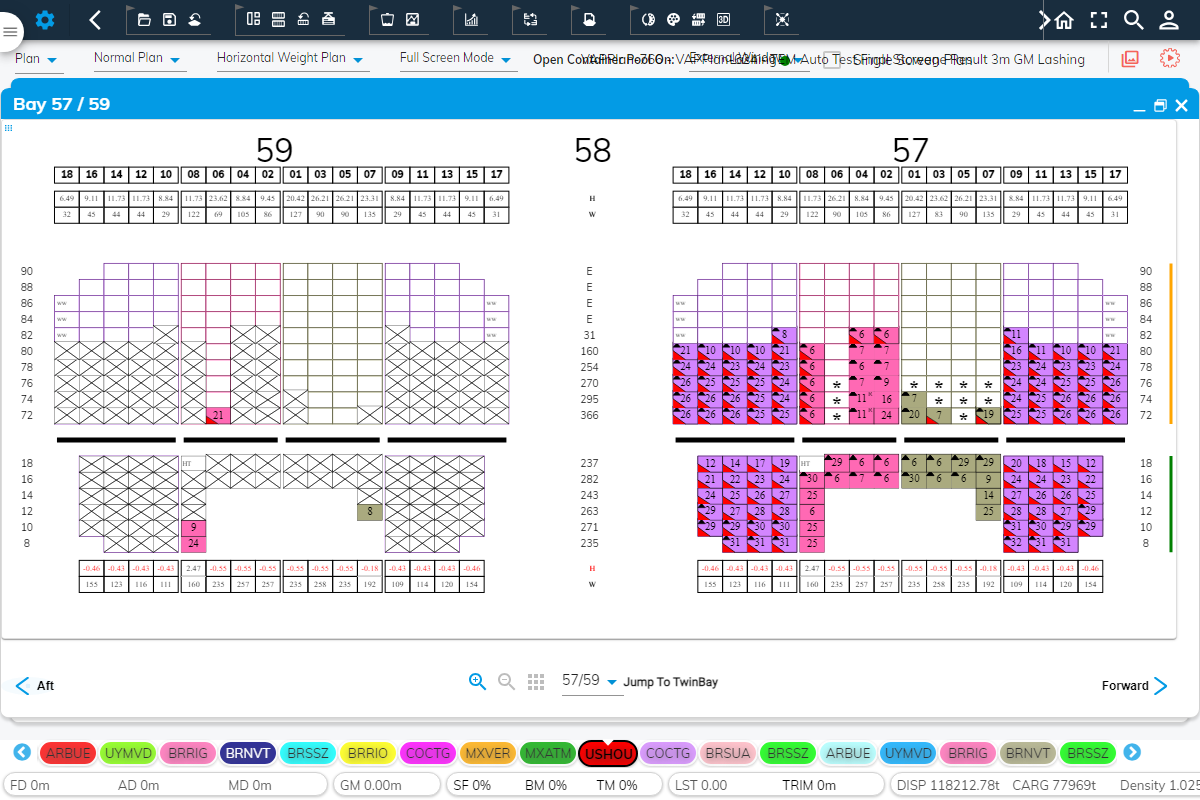 Plan
Normal Plan
Horizontal Weight Plan
Full Screen Mode
Bay 57 / 59
59 58 57
18 16 14 12 10 08 06 04 02 01 03 05 07 09 11 13 15 17 18 16 14 12 10 08 06 04 02 01 03 05 07 09 11 13 15 17
6.49 9.11 11.73 11.73 8.84 11.73 23.62 8.84 9.45 20.42 26.21 26.21 23.31 8.84 11.73 11.73 9.11 6.49 H 6.49 9.11 11.73 11.73 8.84 11.73 26.21 8.84 9.45 20.42 26.21 26.21 23.31 8.84 11.73 11.73 9.11 6.49
32 45 44 44 29 122 69 105 86 127 90 90 135 29 45 44 45 31 W 32 45 44 44 29 122 90 105 86 127 83 90 135 29 45 44 45 31
90 E 90
88 E 88
86 WW WW E WW WW 86
84 WW WW E WW WW 84
82 WW WW 31 WW 8 6 6 11 WW 82
80 160 21 10 10 10 21 6 7 7 16 11 10 10 21 80
78 254 24 23 23 24 24 6 6 7 23 24 23 23 24 78
76 270 26 25 25 24 25 6 * 7 9 * * * * 24 24 25 25 26 76
74 295 26 25 25 25 24 6 * 11 16 7 * * * 24 25 25 25 26 74
72 21 366 26 26 25 26 25 6 * 11 24 20 7 * 19 25 26 25 26 26 72
18 HT 237 12 14 17 19 HT 29 6 6 6 6 29 29 20 18 15 12 18
16 282 21 22 23 24 30 6 7 6 30 6 6 9 24 23 23 22 16
14 243 24 25 26 27 25 14 27 26 25 24 14
12 8 263 29 27 28 28 6 25 28 28 27 29 12
10 9 271 29 29 30 30 25 31 30 29 29 10
8 24 235 31 31 31 25 32 31 31 8
-0.46 -0.43 -0.43 -0.43 2.47 -0.55 -0.55 -0.55 -0.55 -0.55 -0.55 -0.18 -0.43 -0.43 -0.43 -0.46 H -0.46 -0.43 -0.43 -0.43 2.47 -0.55 -0.55 -0.55 -0.55 -0.55 -0.55 -0.18 -0.43 -0.43 -0.43 -0.46
155 123 116 111 160 235 257 257 235 258 235 192 109 114 120 154 W 155 123 116 111 160 235 257 257 235 258 235 192 109 114 120 154
Aft
57/59 Jump To TwinBay
Forward
ARBUE UYMVD BRRIG BRNVT BRSSZ BRRIO COCTG MXVER MXATM USHOU COCTG BRSUA BRSSZ ARBUE UYMVD BRRIG BRNVT BRSSZ
FD 0m AD 0m MD 0m GM 0.00m SF 0% BM 0% TM 0% LST 0.00 TRIM 0m DISP 118212.78t CARG 77969t Density 1.025